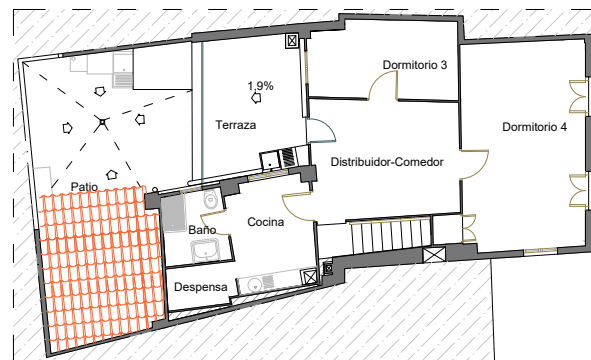 Dormitorio 3
1,9%
Terraza
Dormitorio 4
Distribuidor-Comedor
Patio
Cocina
Baño
Despensa